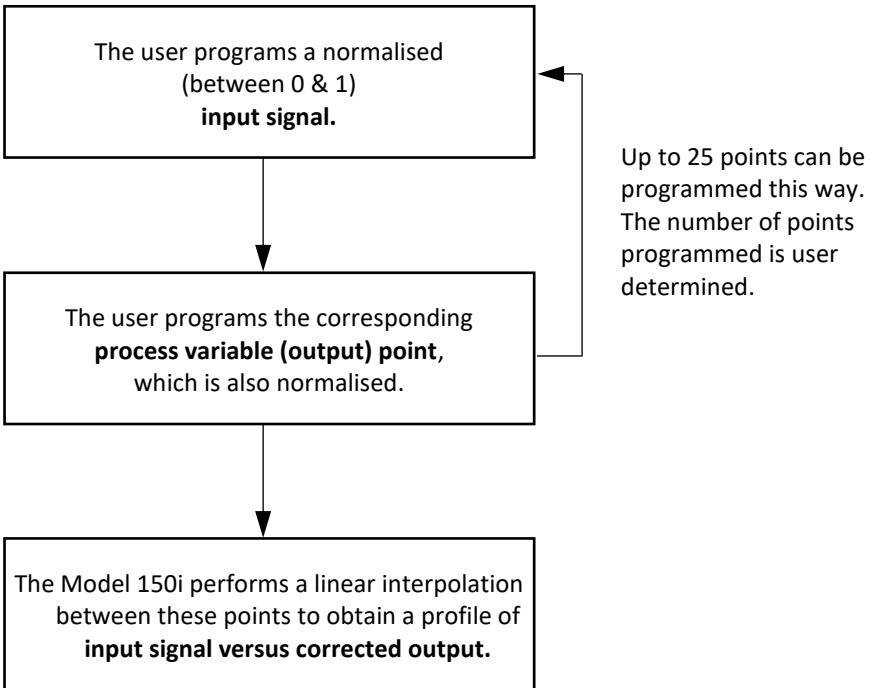 The user programs a normalised
(between 0 & 1)
input signal.
Up to 25 points can be
programmed this way.
The number of points
programmed is user
determined.
The user programs the corresponding
process variable (output) point,
which is also normalised.
The Model 150i performs a linear interpolation
between these points to obtain a profile of
input signal versus corrected output.